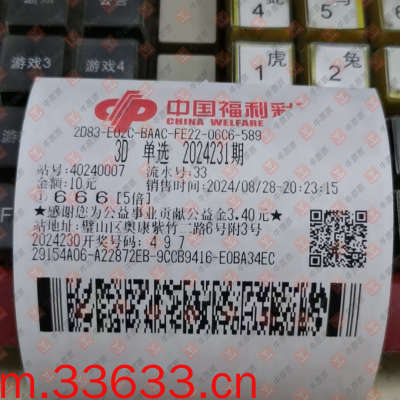 游戏3
游戏4
4
5
虎
1
兔
2
中国福利彩
CHINA WELFARE
2D83-E02C-BAAC-FE22-06C6-589
3D 单选 2024231期
站号:40240007 流水号:33
金额:10元 销售时间:2024/08/28-20:23:15
①666[5倍]
★感谢您为公益事业贡献公益金3.40元★
站地址:璧山区奥康紫竹二路6号附3号
2024230开奖号码:4 9 7
29154A06-A22872EB-9CCB9416-E0BA34EC
m.33633.cn